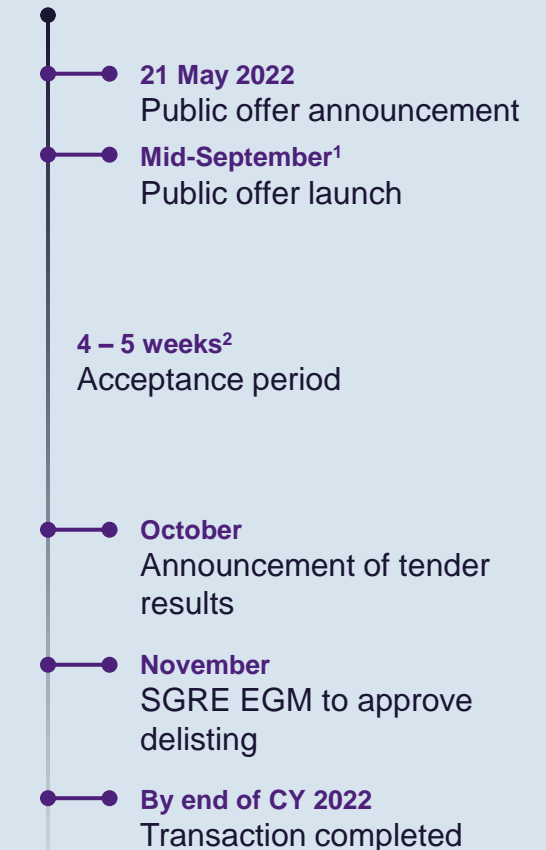 21 May 2022
Public offer announcement
Mid-September¹
Public offer launch
4 – 5 weeks²
Acceptance period
October
Announcement of tender
results
November
SGRE EGM to approve
delisting
By end of CY 2022
Transaction completed